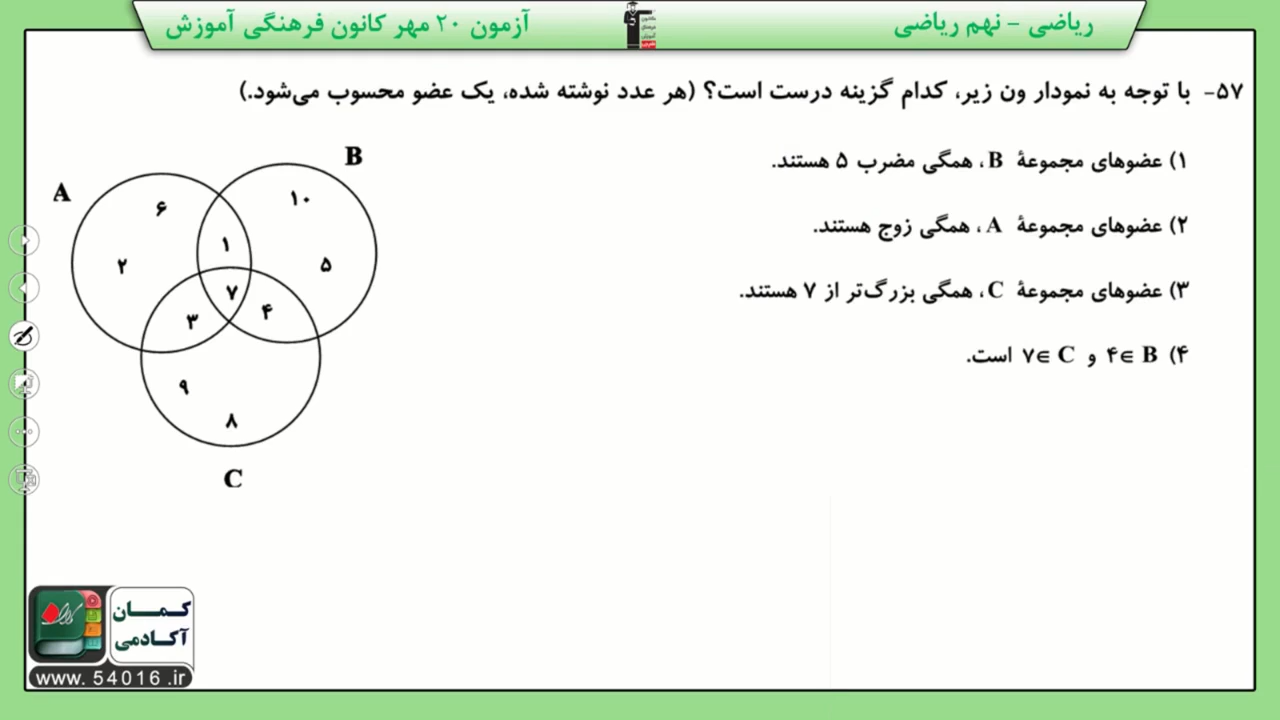 ریاضی - نهم ریاضی
آزمون ۲۰ مهر کانون فرهنگی آموزش
۵۷- با توجه به نمودار ون زیر، کدام گزینه درست است؟ (هر عدد نوشته شده، یک عضو محسوب می‌شود.)
۱) عضوهای مجموعهٔ B، همگی مضرب ۵ هستند.
۲) عضوهای مجموعهٔ A، همگی زوج هستند.
۳) عضوهای مجموعهٔ C، همگی بزرگ‌تر از ۷ هستند.
۴) ۴∈ B و ۷∈ C است.
B
A
۱۰
۶
۱
۵
۲
۷
۴
۳
۹
۸
C
کمـــان
آکـادمی
www. 54016 .ir